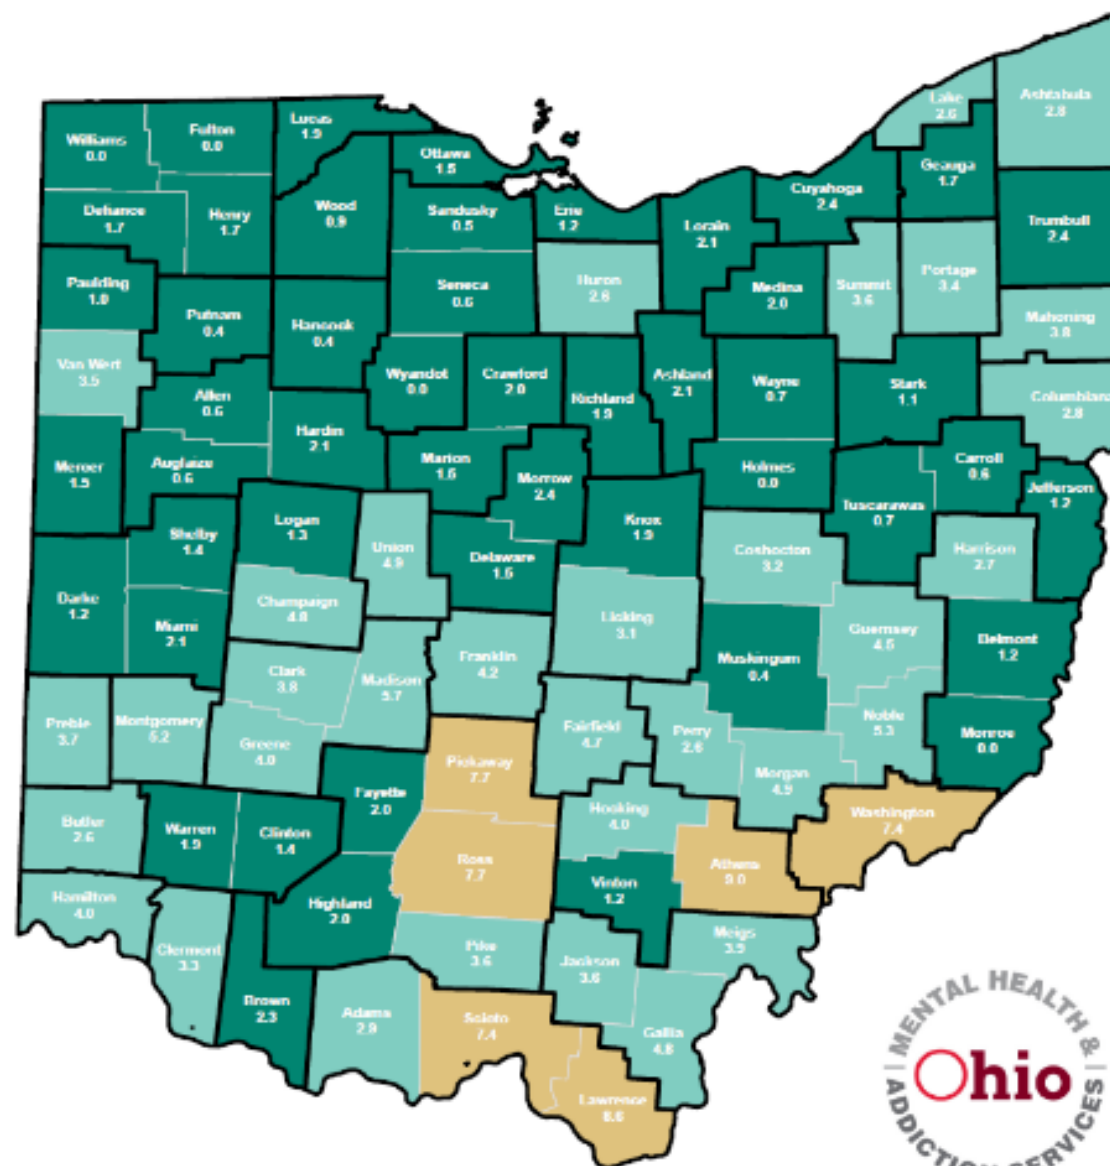 Lake
2.6
Ashtabula
2.8
Williams
0.0
Fulton
0.0
Lucas
1.9
Ottawa
1.5
Geauga
1.7
Cuyahoga
2.4
Defiance
1.7
Henry
1.7
Wood
0.9
Sandusky
0.5
Erie
1.2
Lorain
2.1
Trumbull
2.4
Paulding
1.0
Putnam
0.4
Hancock
0.4
Seneca
0.6
Huron
2.6
Medina
2.0
Summit
3.6
Portage
3.4
Mahoning
3.8
Van Wert
3.5
Allen
0.6
Wyandot
0.0
Crawford
2.0
Richland
1.9
Ashland
2.1
Wayne
0.7
Stark
1.1
Columbiana
2.8
Mercer
1.5
Auglaize
0.6
Hardin
2.1
Marion
Morrow
2.4
Holmes
0.0
Tuscarawas
0.7
Carroll
0.6
Jefferson
1.2
Shelby
1.4
Logan
1.3
Union
4.9
Delaware
Knox
1.9
Coshocton
3.2
Harrison
2.7
Darke
1.2
Miami
2.1
Champaign
4.8
Licking
3.1
Guernsey
4.5
Belmont
1.2
Clark
3.8
Madison
5.7
Franklin
4.2
Muskingum
0.4
Preble
3.7
Montgomery
5.2
Greene
4.0
Fairfield
4.7
Perry
2.6
Noble
5.3
Monroe
0.0
Pickaway
7.7
Morgan
4.9
Butler
2.6
Warren
1.9
Clinton
1.4
Fayette
2.0
Ross
7.7
Hocking
4.0
Athens
Washington
7.4
Hamilton
4.0
Highland
2.0
Vinton
1.2
Clermont
3.3
Pike
3.6
Jackson
3.6
Meigs
3.9
Brown
2.3
Adams
2.9
Scioto
7.4
Gallia
4.8
Lawrence
MENTAL HEALTH &
Ohio
ADDICTION SERVICES